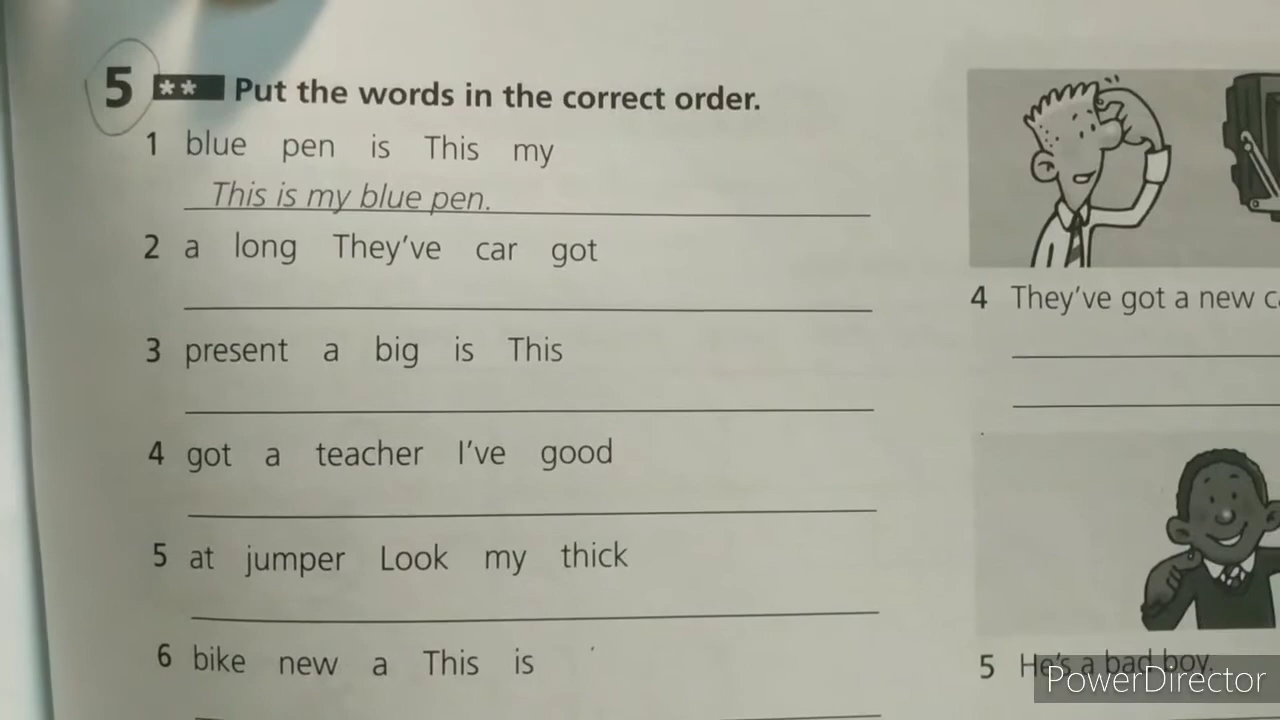 5 ** Put the words in the correct order.
1 blue pen is This my
This is my blue pen.
2 a long They've car got
3 present a big is This
4 got a teacher I've good
5 at jumper Look my thick
6 bike new a This is
4 They've got a new
5 He's a bad boy.
PowerDirector